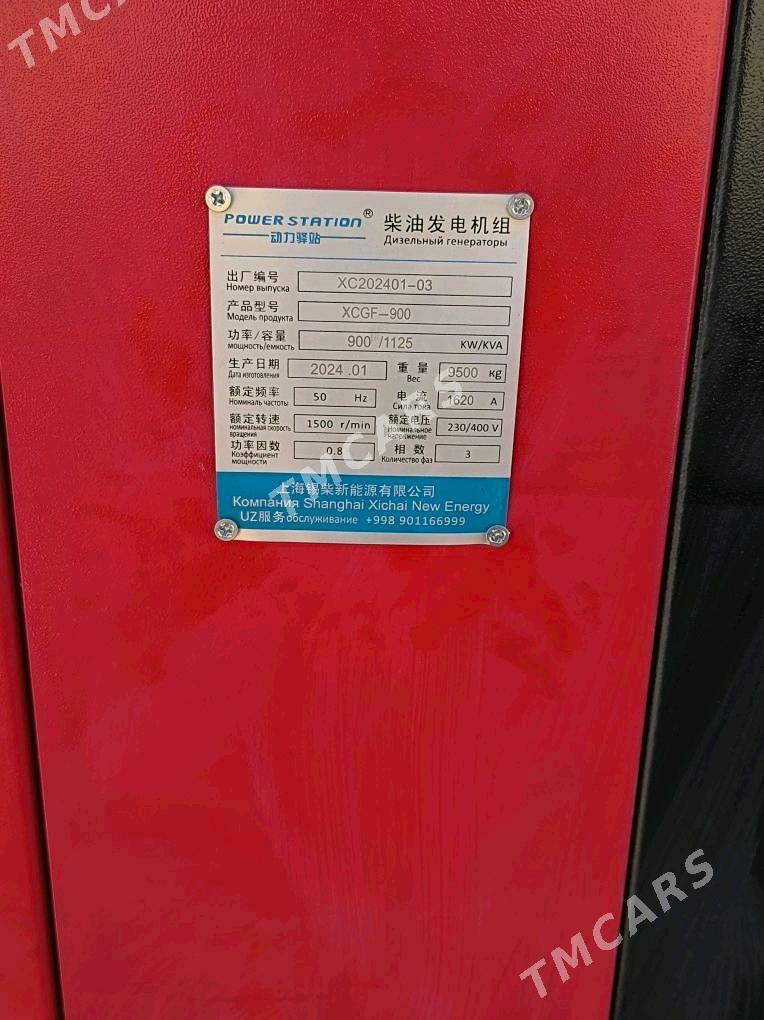 TMCARS
POWER STATION® 柴油发电机组
动力驿站 Дизельный генераторы
出厂编号 XC202401-03
Номер выпуска
产品型号 XCGF-900
Модель продукта
功率/容量 900 /1125 KW/KVA
мощность/емкость
生产日期 2024 .01 重量 9500 кg
Дата изготовления Вес
额定频率 50 Hz 电流 1620 A
Номиналь частоты Сила тока
额定转速 1500 r/min 额定电压 230/400 V
номинальная скорость вращения Номинальное напряжение
功率因数 0.8 相数 3
Коэффициент мощности Количество фаз
TMCARS
上海锡柴新能源有限公司
Компания Shanghai Xichai New Energy
UZ服务 обслуживание +998 901166999
TMCARS